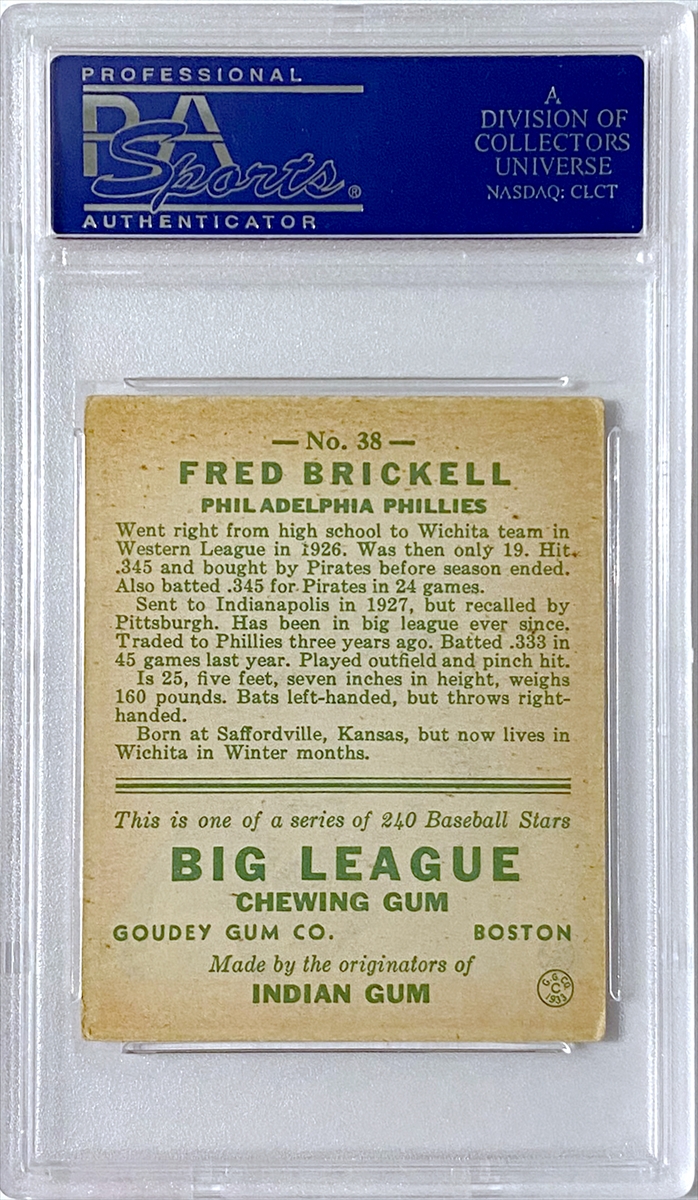 PROFESSIONAL
PSA
Sports®
AUTHENTICATOR
A
DIVISION OF
COLLECTORS
UNIVERSE
NASDAQ: CLCT
— No. 38 —
FRED BRICKELL
PHILADELPHIA PHILLIES
Went right from high school to Wichita team in
Western League in 1926. Was then only 19. Hit
.345 and bought by Pirates before season ended.
Also batted .345 for Pirates in 24 games.
Sent to Indianapolis in 1927, but recalled by
Pittsburgh. Has been in big league ever since.
Traded to Phillies three years ago. Batted .333 in
45 games last year. Played outfield and pinch hit.
Is 25, five feet, seven inches in height, weighs
160 pounds. Bats left-handed, but throws right-
handed.
Born at Saffordville, Kansas, but now lives in
Wichita in Winter months.
This is one of a series of 240 Baseball Stars
BIG LEAGUE
CHEWING GUM
GOUDEY GUM CO. BOSTON
Made by the originators of
INDIAN GUM
G. G. CO.
C
1933